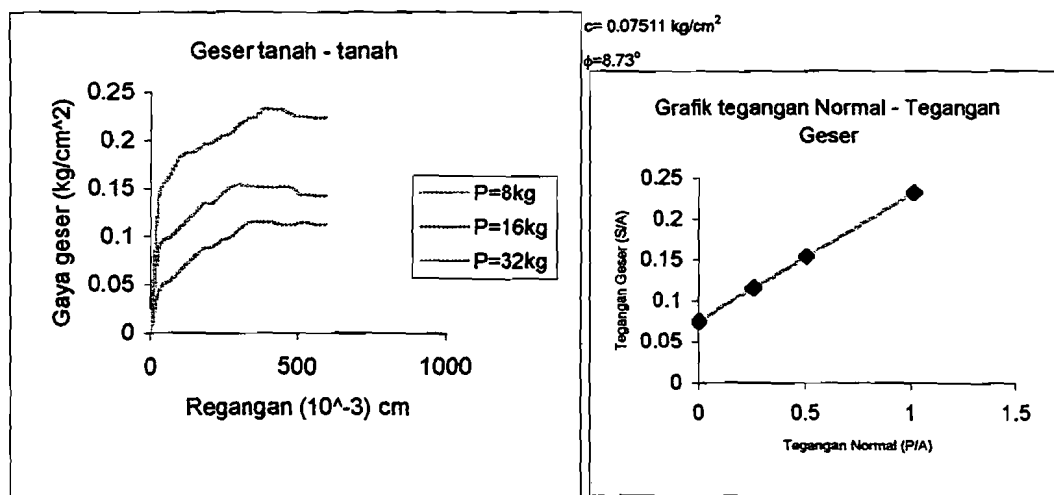 Geser tanah - tanah
Gaya geser (kg/cm^2)
0.25
0.2
0.15
0.1
0.05
0
0
500
1000
Regangan (10^-3) cm
P=8kg
P=16kg
P=32kg
c= 0.07511 kg/cm²
ϕ=8.73°
Grafik tegangan Normal - Tegangan
Geser
Tegangan Geser (S/A)
0.25
0.2
0.15
0.1
0.05
0
0
0.5
1
1.5
Tegangan Normal (P/A)